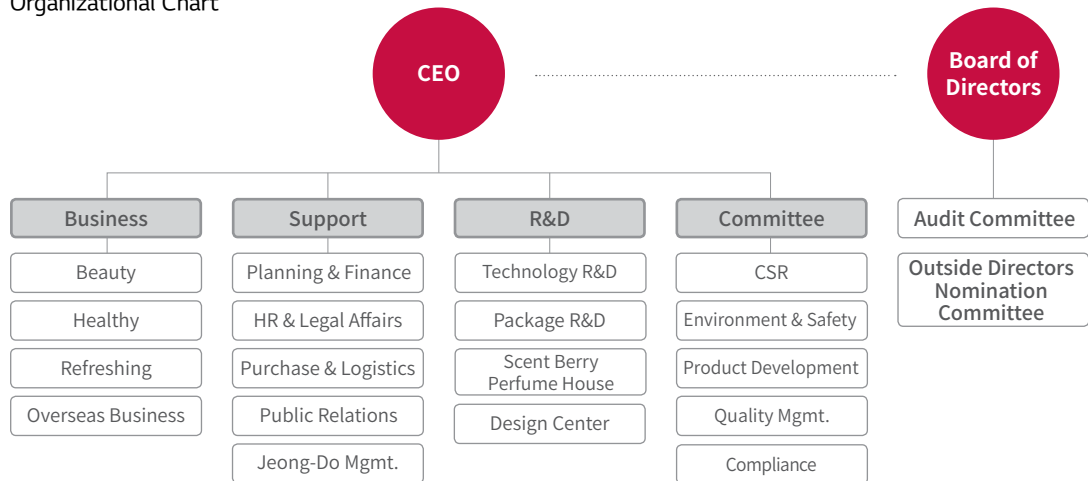 Organizational Chart
CEO
Board of
Directors
Business
Support
R&D
Committee
Audit Committee
Beauty
Planning & Finance
Technology R&D
CSR
Outside Directors
Nomination
Committee
Healthy
HR & Legal Affairs
Package R&D
Environment & Safety
Refreshing
Purchase & Logistics
Scent Berry
Perfume House
Product Development
Overseas Business
Public Relations
Design Center
Quality Mgmt.
Jeong-Do Mgmt.
Compliance